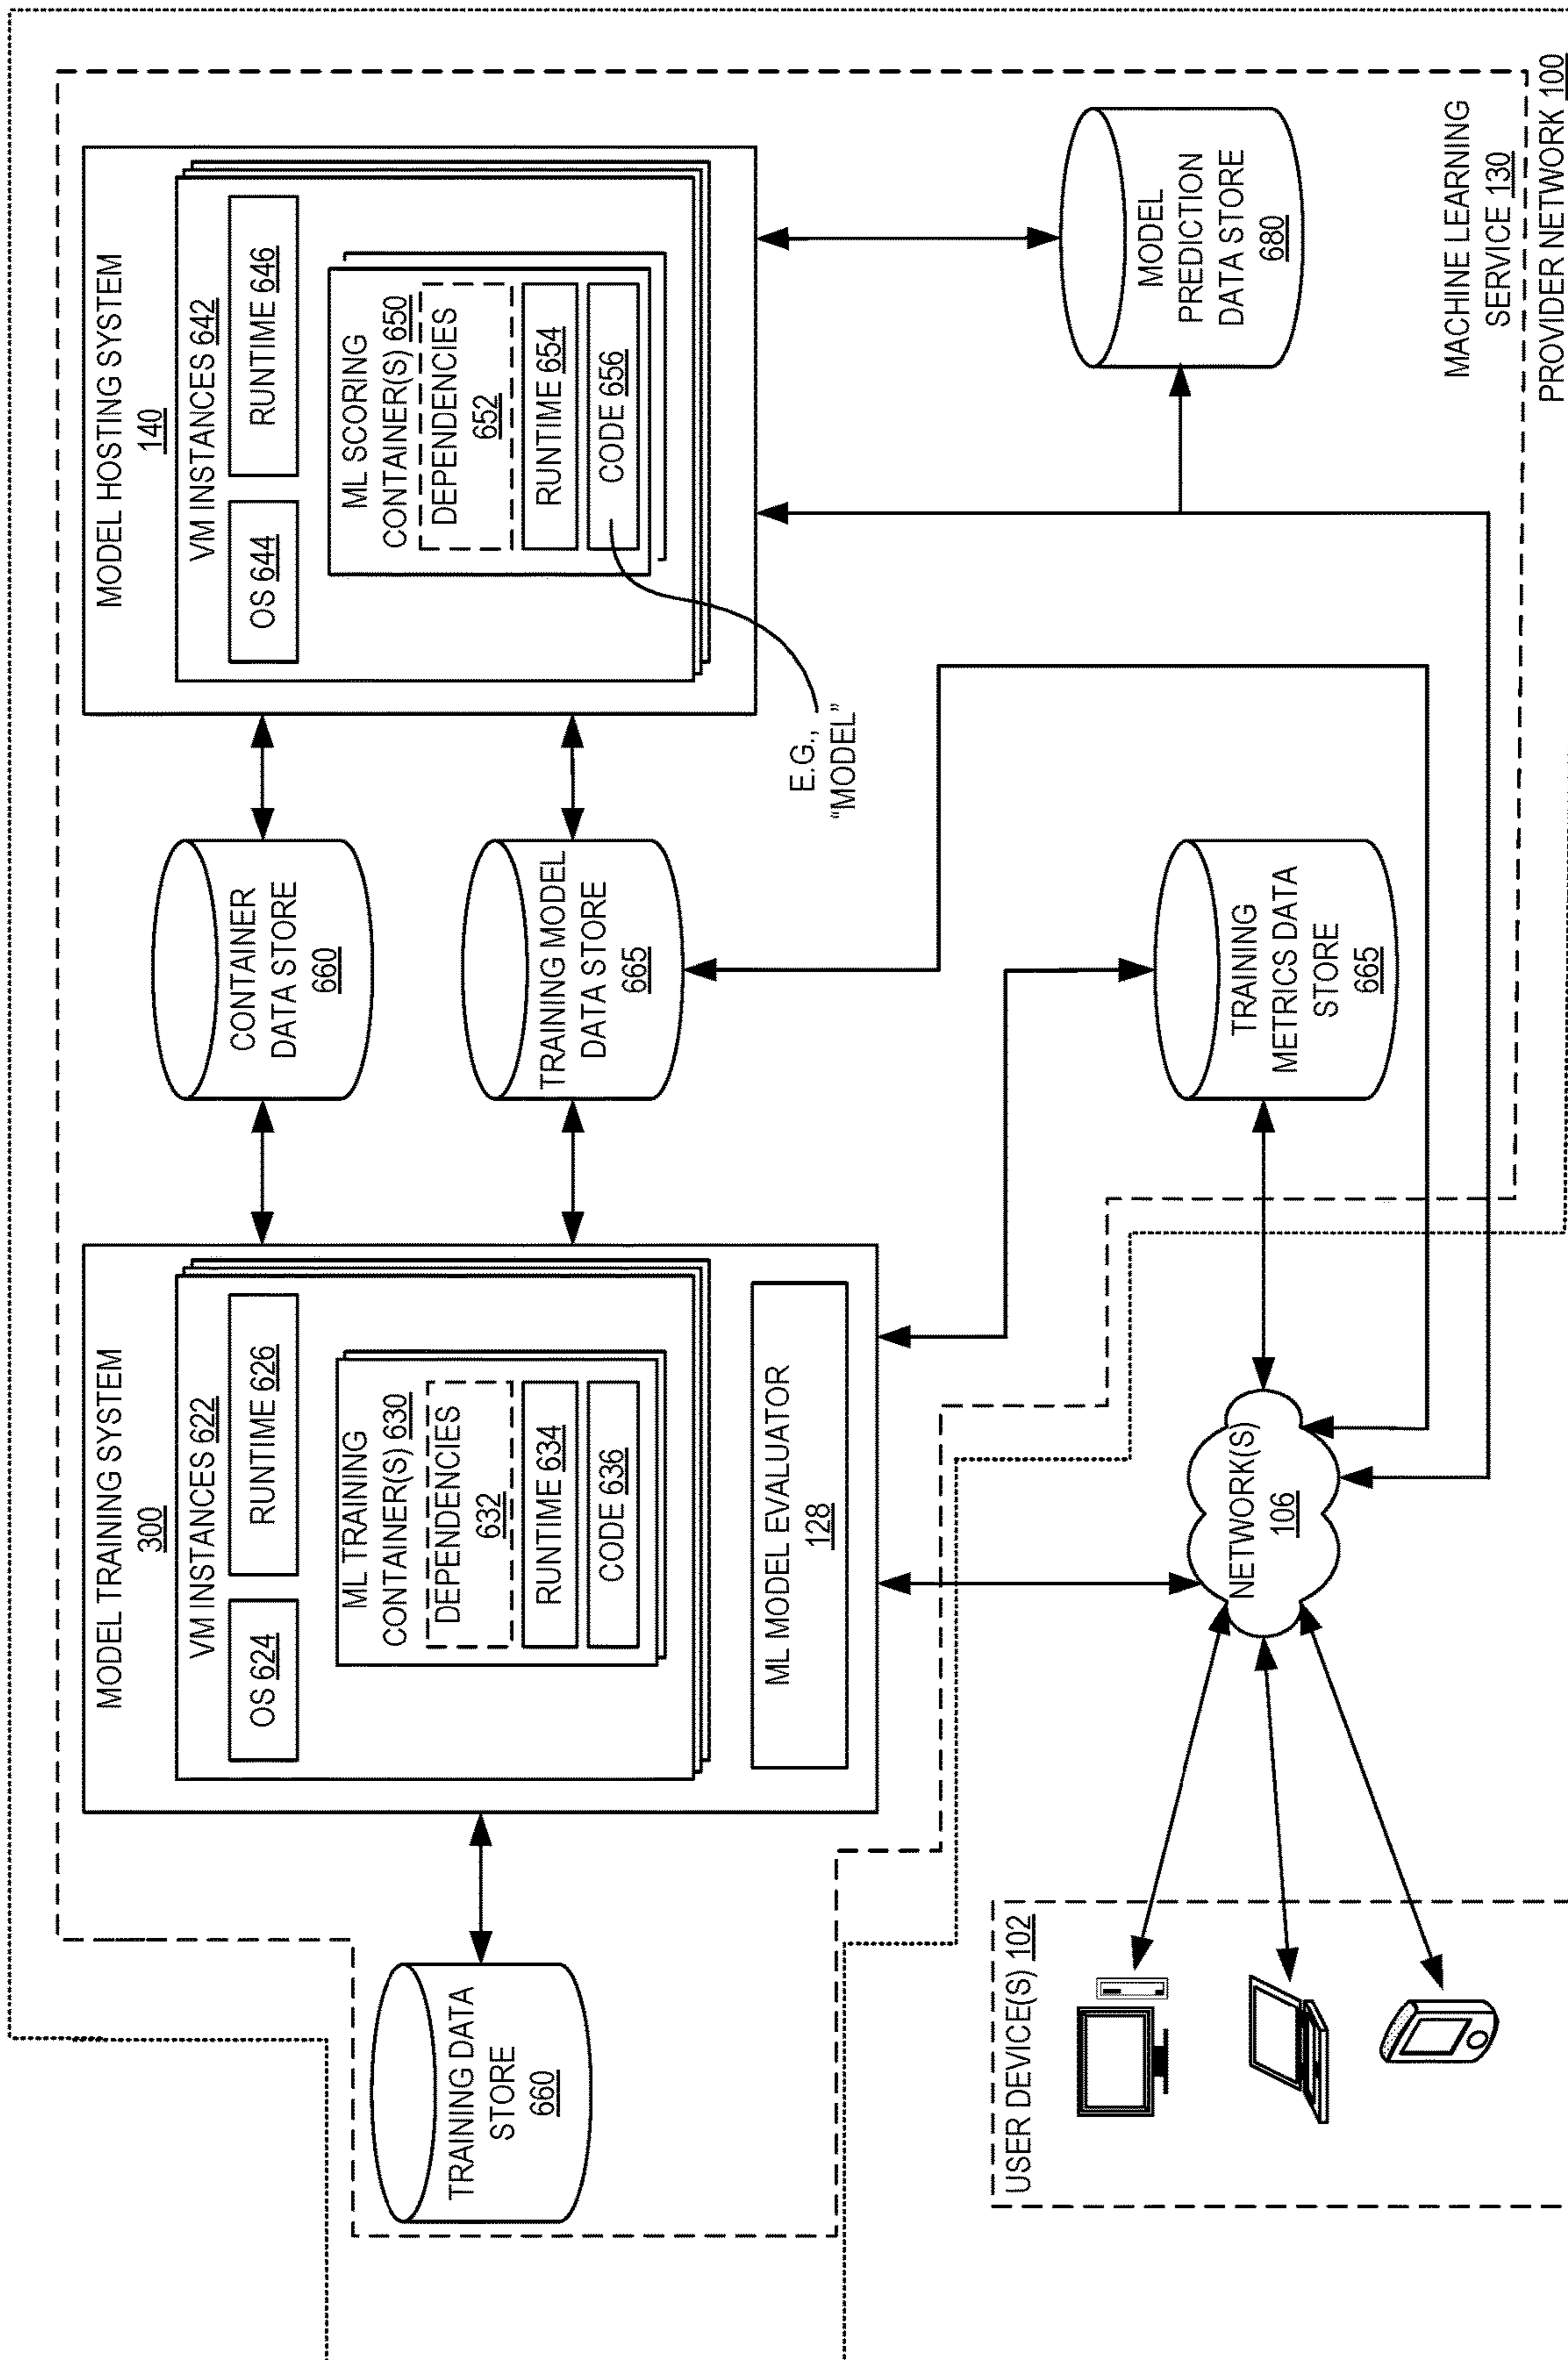 MODEL TRAINING SYSTEM
300
VM INSTANCES 622
OS 624
RUNTIME 626
ML TRAINING
CONTAINER(S) 630
DEPENDENCIES
632
RUNTIME 634
CODE 636
ML MODEL EVALUATOR
128
TRAINING DATA
STORE
660
CONTAINER
DATA STORE
660
TRAINING MODEL
DATA STORE
665
MODEL HOSTING SYSTEM
140
VM INSTANCES 642
OS 644
RUNTIME 646
ML SCORING
CONTAINER(S) 650
DEPENDENCIES
652
RUNTIME 654
CODE 656
E.G.,
“MODEL”
TRAINING
METRICS DATA
STORE
665
MODEL
PREDICTION
DATA STORE
680
USER DEVICE(S) 102
NETWORK(S)
106
MACHINE LEARNING
SERVICE 130
PROVIDER NETWORK 100